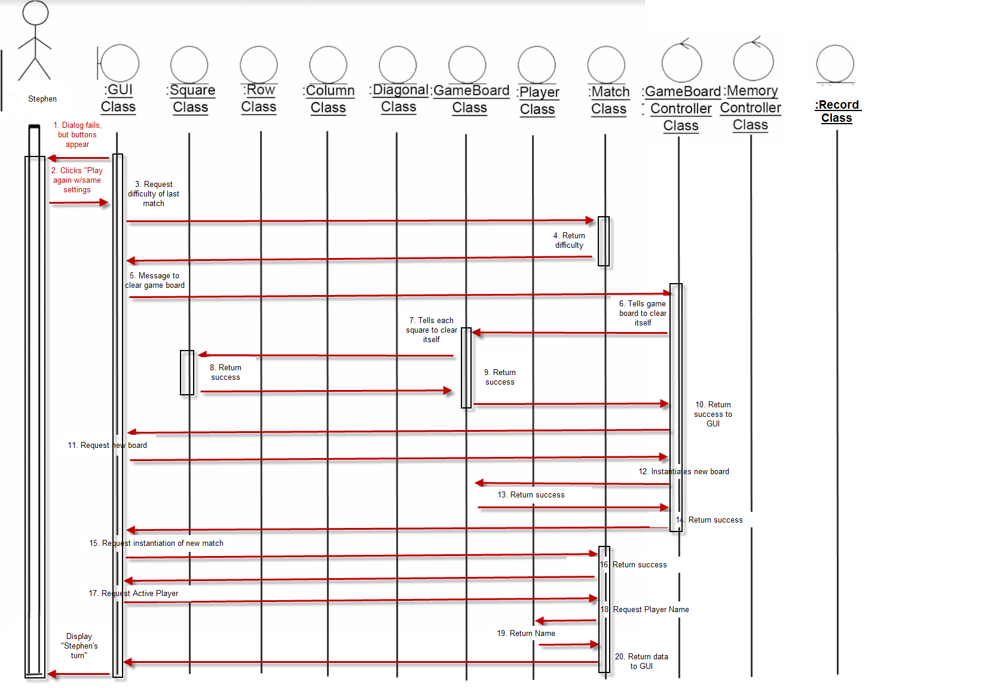 Stephen
:GUI
Class
:Square
Class
:Row
Class
:Column
Class
:Diagonal
Class
:GameBoard
Class
:Player
Class
:Match
Class
:GameBoard
Controller
Class
:Memory
Controller
Class
:Record
Class
1. Dialog fails,
but buttons
appear
2. Clicks "Play
again w/same
settings
3. Request
difficulty of last
match
4. Return
difficulty
5. Message to
clear game board
6. Tells game
board to clear
itself
7. Tells each
square to clear
itself
8. Return
success
9. Return
success
10. Return
success to
GUI
11. Request new board
12. Instantiates new board
13. Return success
14. Return success
15. Request instantiation of new match
16. Return success
17. Request Active Player
18. Request Player Name
19. Return Name
20. Return data
to GUI
Display
"Stephen's
turn"